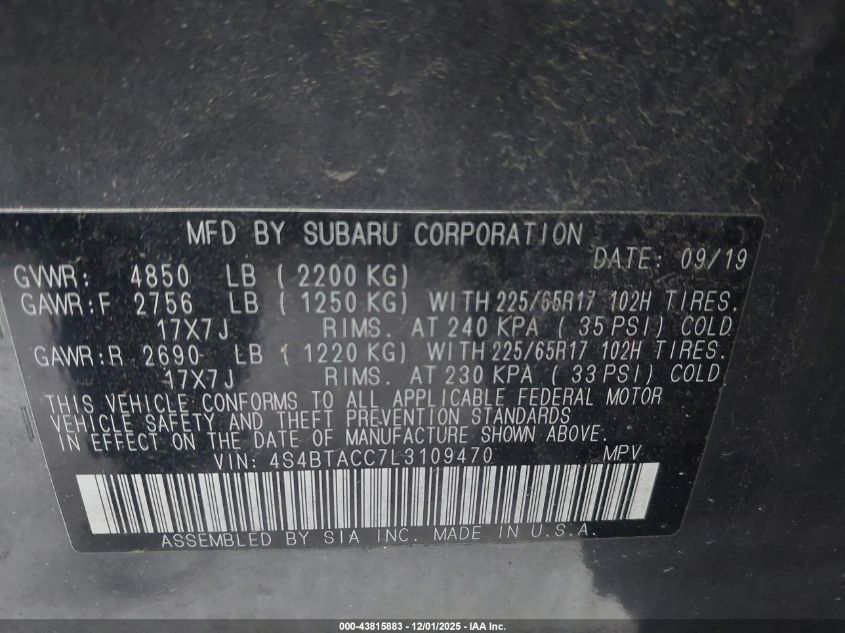 MFD BY SUBARU CORPORATION
DATE: 09/19
GVWR: 4850 LB (2200 KG)
GAWR:F 2756 LB (1250 KG) WITH 225/65R17 102H TIRES.
17X7J RIMS. AT 240 KPA (35 PSI) COLD
GAWR:R 2690 LB (1220 KG) WITH 225/65R17 102H TIRES.
17X7J RIMS. AT 230 KPA (33 PSI) COLD
THIS VEHICLE CONFORMS TO ALL APPLICABLE FEDERAL MOTOR
VEHICLE SAFETY AND THEFT PREVENTION STANDARDS
IN EFFECT ON THE DATE OF MANUFACTURE SHOWN ABOVE.
VIN: 4S4BTACC7L3109470 MPV
ASSEMBLED BY SIA INC. MADE IN U.S.A.
000-43815883 / 12/01/2025 - IAA Inc.